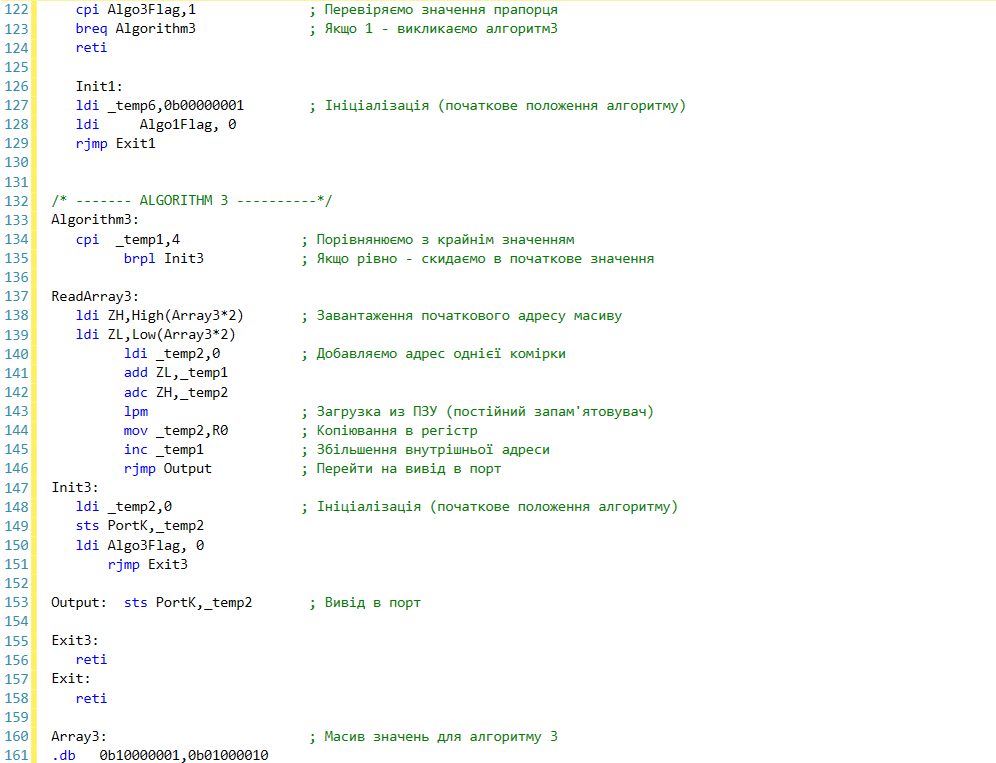 122 cpi Algo3Flag,1 ; Перевіряємо значення прапорця
123 breq Algorithm3 ; Якщо 1 - викликаємо алгоритм3
124 reti
125
126 Init1:
127 ldi _temp6,0b00000001 ; Ініціалізація (початкове положення алгоритму)
128 ldi Algo1Flag, 0
129 rjmp Exit1
130
131
132 /* ------- ALGORITHM 3 ----------*/
133 Algorithm3:
134 cpi _temp1,4 ; Порівнянюємо з крайнім значенням
135 brpl Init3 ; Якщо рівно - скидаємо в початкове значення
136
137 ReadArray3:
138 ldi ZH,High(Array3*2) ; Завантаження початкового адресу масиву
139 ldi ZL,Low(Array3*2)
140 ldi _temp2,0 ; Добавляємо адрес однієї комірки
141 add ZL,_temp1
142 adc ZH,_temp2
143 lpm ; Загрузка из ПЗУ (постійний запам'ятовувач)
144 mov _temp2,R0 ; Копіювання в регістр
145 inc _temp1 ; Збільшення внутрішньої адреси
146 rjmp Output ; Перейти на вивід в порт
147 Init3:
148 ldi _temp2,0 ; Ініціалізація (початкове положення алгоритму)
149 sts PortK,_temp2
150 ldi Algo3Flag, 0
151 rjmp Exit3
152
153 Output: sts PortK,_temp2 ; Вивід в порт
154
155 Exit3:
156 reti
157 Exit:
158 reti
159
160 Array3: ; Масив значень для алгоритму 3
161 .db 0b10000001,0b01000010